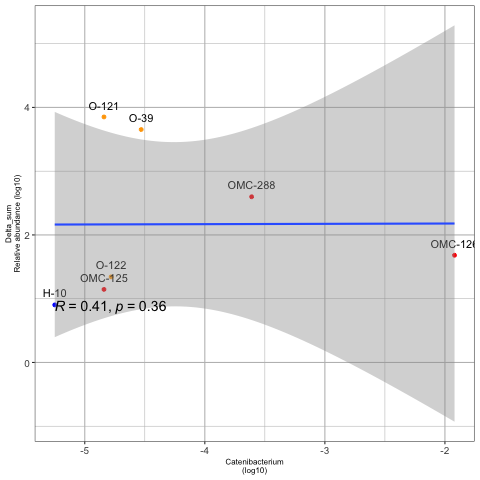 O-121
O-39
OMC-288
OMC-126
O-122
OMC-125
H-10
R = 0.41, p = 0.36
4
2
0
-5
-4
-3
-2
Delta_sum
Relative abundance (log10)
Catenibacterium
(log10)